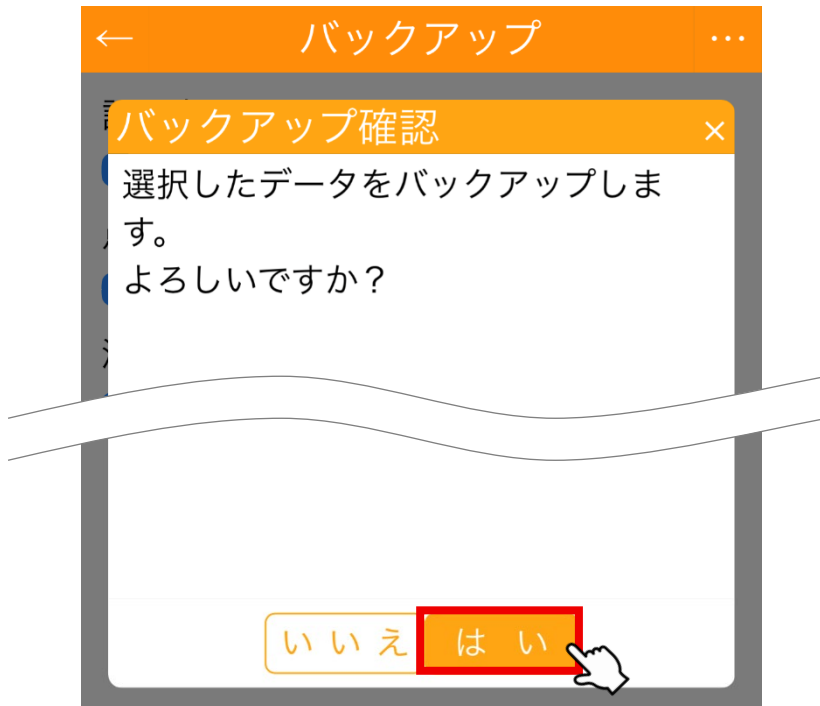 バックアップ
バックアップ確認
選択したデータをバックアップしま
す。
よろしいですか？
いいえ
はい